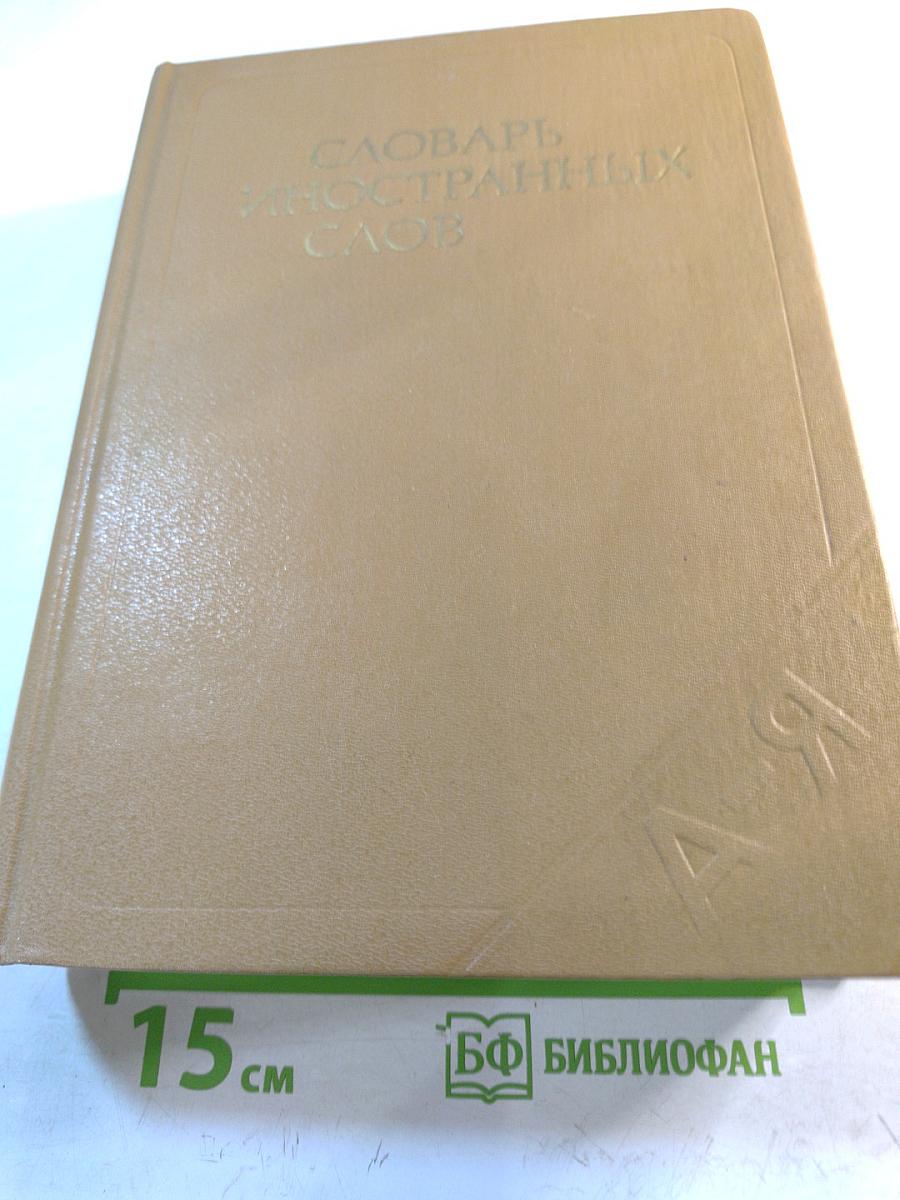 СЛОВАРЬ
ИНОСТРАННЫХ
СЛОВ
А-Я
15 см
БФ БИБЛИОФАН